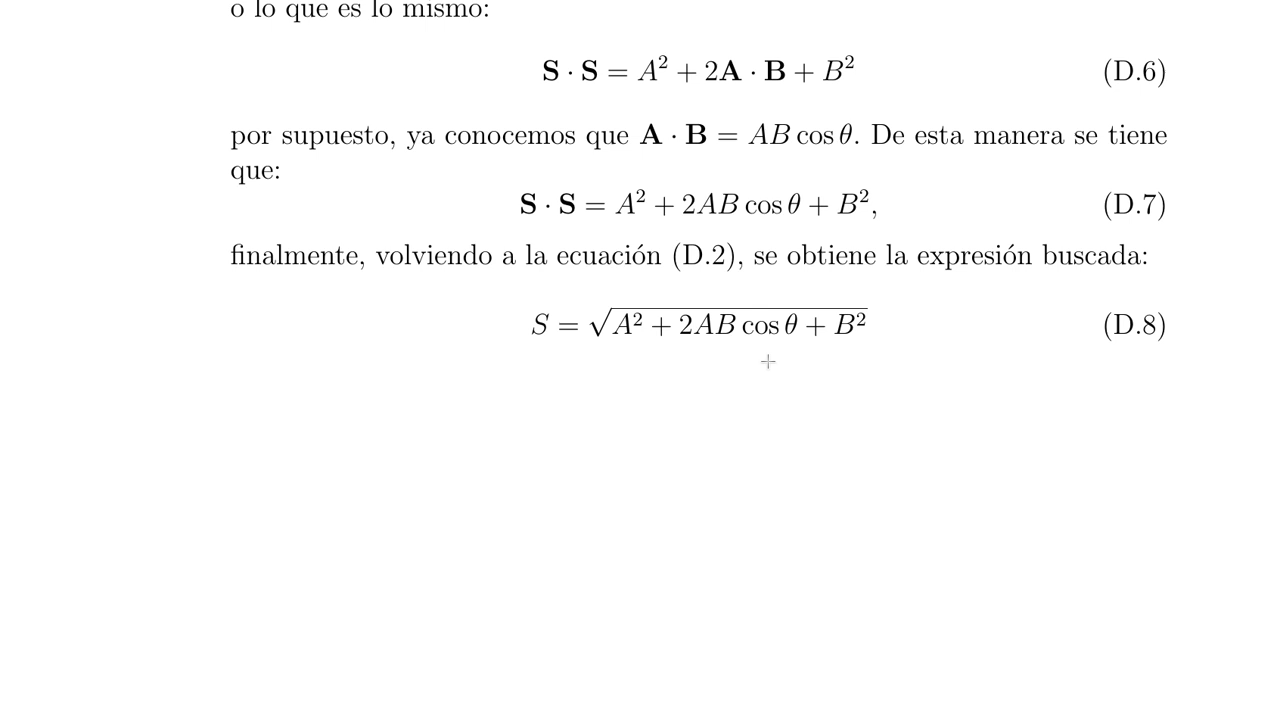 o lo que es lo mismo:
S · S = A² + 2A · B + B² (D.6)
por supuesto, ya conocemos que A · B = AB cos θ. De esta manera se tiene
que:
S · S = A² + 2AB cos θ + B², (D.7)
finalmente, volviendo a la ecuación (D.2), se obtiene la expresión buscada:
S = √(A² + 2AB cos θ + B²) (D.8)